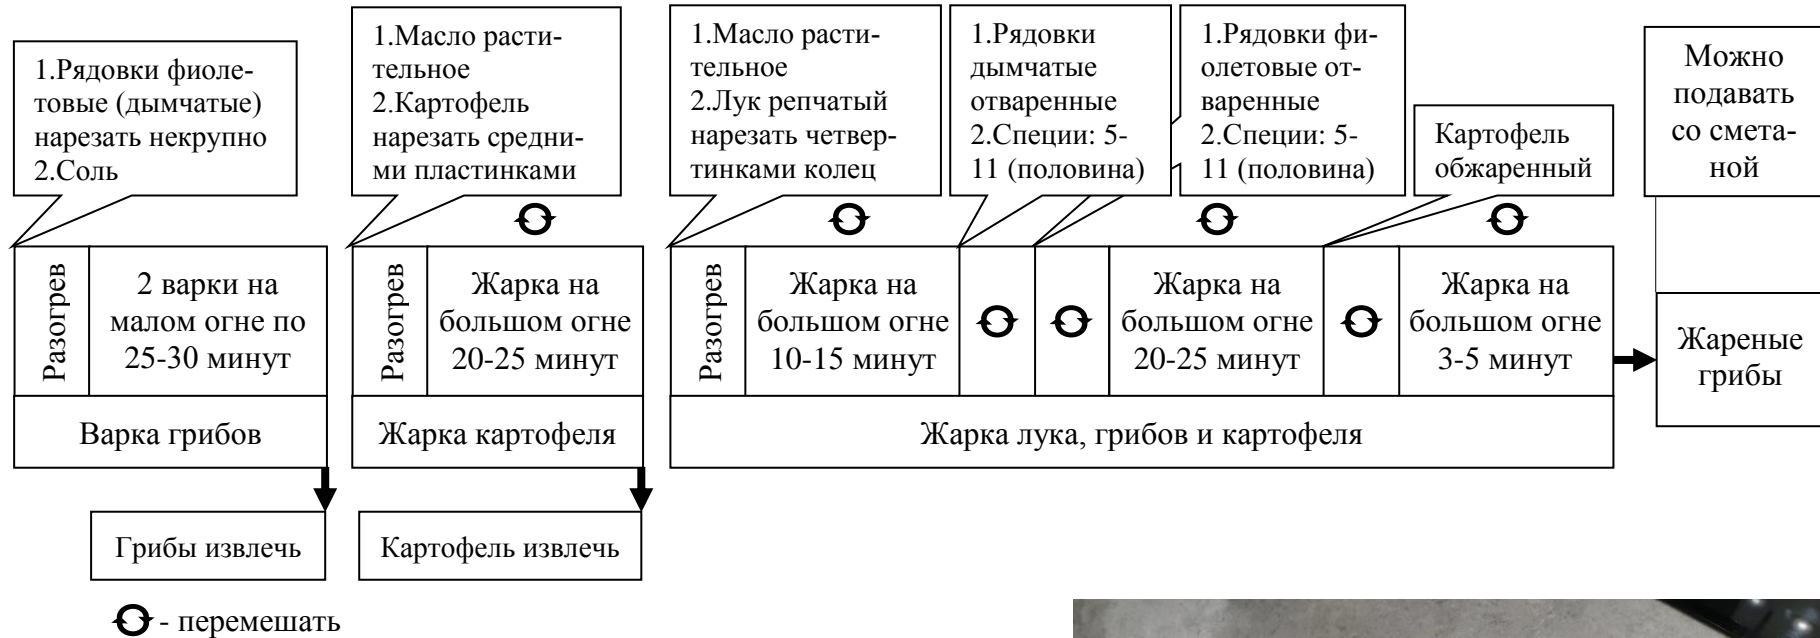 1.Рядовки фиоле-
товые (дымчатые)
нарезать некрупно
2.Соль
1.Масло расти-
тельное
2.Картофель
нарезать средни-
ми пластинками
1.Масло расти-
тельное
2.Лук репчатый
нарезать четвер-
тинками колец
1.Рядовки
дымчатые
отваренные
2.Специи: 5-
11 (половина)
1.Рядовки фи-
олетовые от-
варенные
2.Специи: 5-
11 (половина)
Картофель
обжаренный
Можно
подавать
со смета-
ной
Разогрев
2 варки на
малом огне по
25-30 минут
Варка грибов
Разогрев
Жарка на
большом огне
20-25 минут
Жарка картофеля
Разогрев
Жарка на
большом огне
10-15 минут
Жарка на
большом огне
20-25 минут
Жарка на
большом огне
3-5 минут
Жарка лука, грибов и картофеля
Жареные
грибы
Грибы извлечь
Картофель извлечь
- перемешать